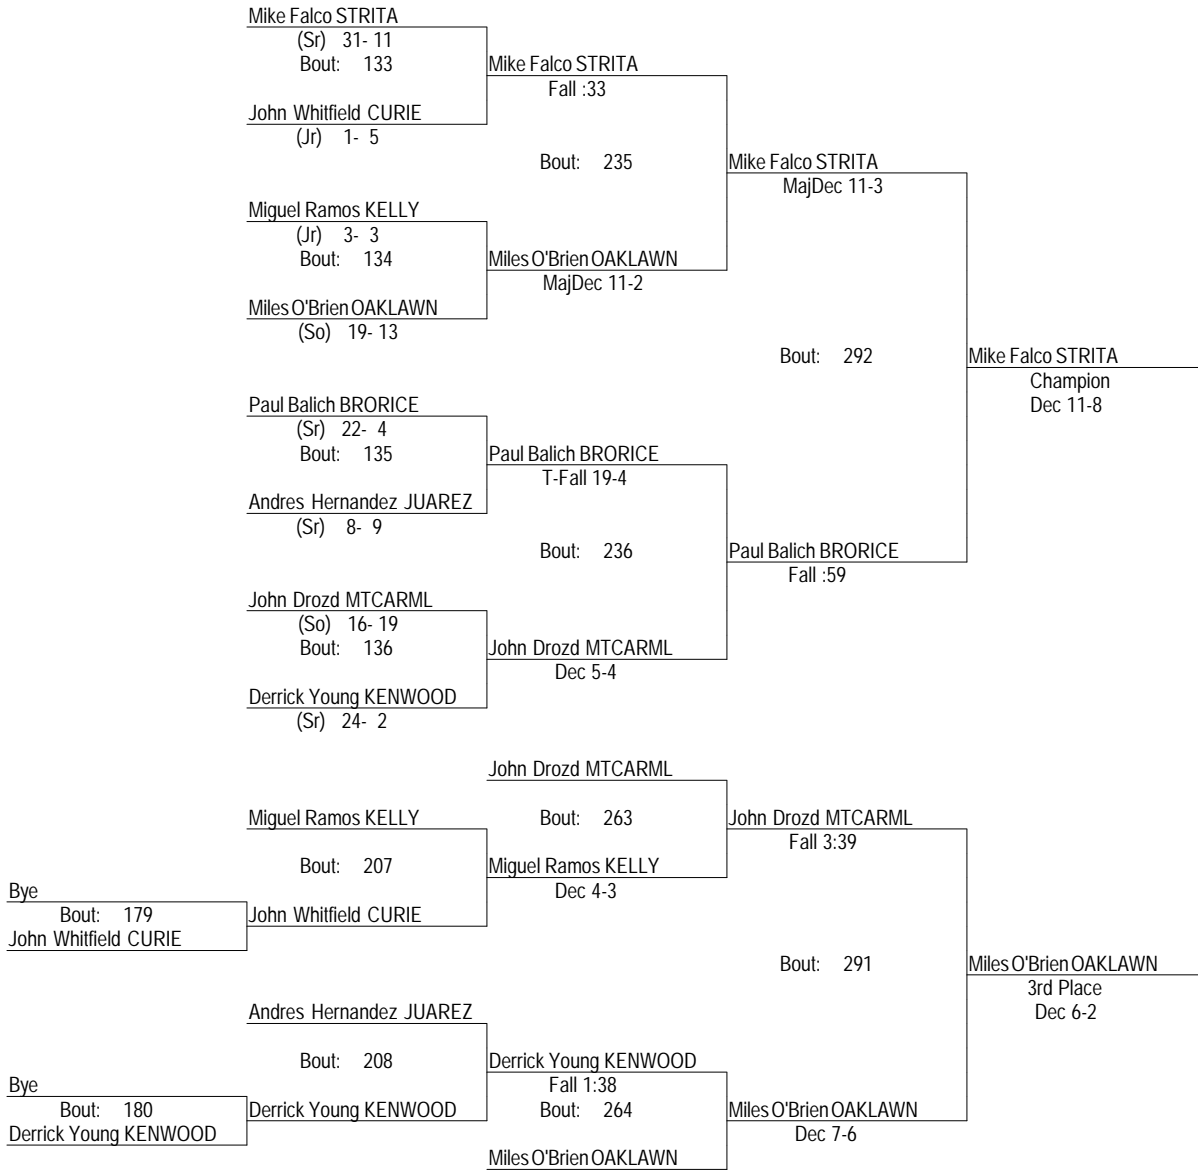 Mike Falco STRITA
(Sr) 31- 11
Bout: 133
Mike Falco STRITA
Fall :33
John Whitfield CURIE
(Jr) 1- 5
Bout: 235
Mike Falco STRITA
MajDec 11-3
Miguel Ramos KELLY
(Jr) 3- 3
Bout: 134
Miles O'Brien OAKLAWN
MajDec 11-2
Miles O'Brien OAKLAWN
(So) 19- 13
Bout: 292
Mike Falco STRITA
Champion
Dec 11-8
Paul Balich BRORICE
(Sr) 22- 4
Bout: 135
Paul Balich BRORICE
T-Fall 19-4
Andres Hernandez JUAREZ
(Sr) 8- 9
Bout: 236
Paul Balich BRORICE
Fall :59
John Drozd MTCARML
(So) 16- 19
Bout: 136
John Drozd MTCARML
Dec 5-4
Derrick Young KENWOOD
(Sr) 24- 2
John Drozd MTCARML
Miguel Ramos KELLY
Bout: 263
John Drozd MTCARML
Fall 3:39
Bout: 207
Miguel Ramos KELLY
Dec 4-3
Bye
Bout: 179
John Whitfield CURIE
John Whitfield CURIE
Bout: 291
Miles O'Brien OAKLAWN
3rd Place
Dec 6-2
Andres Hernandez JUAREZ
Bout: 208
Derrick Young KENWOOD
Fall 1:38
Bye
Bout: 180
Derrick Young KENWOOD
Derrick Young KENWOOD
Bout: 264
Miles O'Brien OAKLAWN
Dec 7-6
Miles O'Brien OAKLAWN